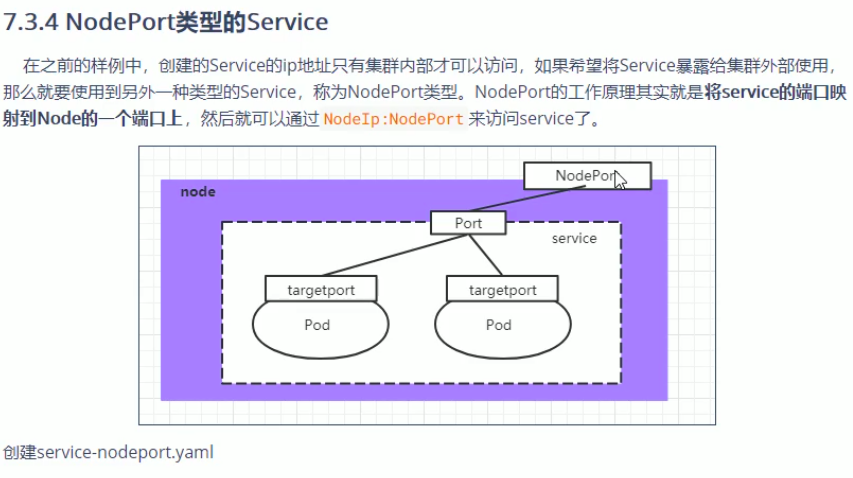 7.3.4 NodePort类型的Service
在之前的样例中，创建的Service的ip地址只有集群内部才可以访问，如果希望将Service暴露给集群外部使用，
那么就要使用到另外一种类型的Service，称为NodePort类型。NodePort的工作原理其实就是将service的端口映
射到Node的一个端口上，然后就可以通过 NodeIp:NodePort 来访问service了。
NodePort
node
Port
service
targetport
targetport
Pod
Pod
创建service-nodeport.yaml